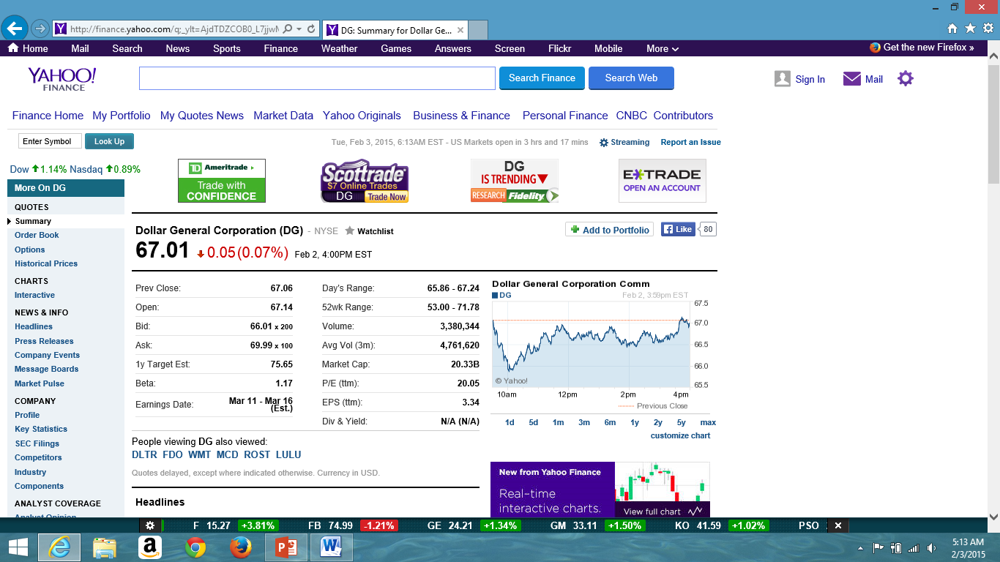 http://finance.yahoo.com/q;_ylt=AjdTDZCOB0_L7jjwM
DG: Summary for Dollar Ge...
Home Mail Search News Sports Finance Weather Games Answers Screen Flickr Mobile More
Get the new Firefox »
YAHOO!
FINANCE
Search Finance
Search Web
Sign In
Mail
Finance Home My Portfolio My Quotes News Market Data Yahoo Originals Business & Finance Personal Finance CNBC Contributors
Enter Symbol
Look Up
Tue, Feb 3, 2015, 6:13AM EST - US Markets open in 3 hrs and 17 mins
Streaming
Report an Issue
Dow 1.14% Nasdaq 0.89%
TD Ameritrade
Trade with
CONFIDENCE
Scottrade
$7 Online Trades
DG Trade Now
DG
IS TRENDING
RESEARCH Fidelity
E*TRADE
OPEN AN ACCOUNT
More On DG
QUOTES
Summary
Order Book
Options
Historical Prices
CHARTS
Interactive
NEWS & INFO
Headlines
Press Releases
Company Events
Message Boards
Market Pulse
COMPANY
Profile
Key Statistics
SEC Filings
Competitors
Industry
Components
ANALYST COVERAGE
Analyst Opinion
Dollar General Corporation (DG) - NYSE Watchlist
Add to Portfolio
Like 80
67.01 0.05(0.07%) Feb 2, 4:00PM EST
Prev Close: 67.06
Open: 67.14
Bid: 66.01 x 200
Ask: 69.99 x 100
1y Target Est: 75.65
Beta: 1.17
Earnings Date: Mar 11 - Mar 16
(Est.)
Day's Range: 65.86 - 67.24
52wk Range: 53.00 - 71.78
Volume: 3,380,344
Avg Vol (3m): 4,761,620
Market Cap: 20.33B
P/E (ttm): 20.05
EPS (ttm): 3.34
Div & Yield: N/A (N/A)
Dollar General Corporation Comm
DG Feb 2, 3:59pm EST
67.5
67.0
66.5
66.0
65.5
© Yahoo!
10am 12pm 2pm 4pm
Previous Close
1d 5d 1m 3m 6m 1y 2y 5y max
customize chart
People viewing DG also viewed:
DLTR FDO WMT MCD ROST LULU
Quotes delayed, except where indicated otherwise. Currency in USD.
Headlines
New from Yahoo Finance
Real-time
interactive charts.
View full chart
F 15.27 +3.81% FB 74.99 -1.21% GE 24.21 +1.34% GM 33.11 +1.50% KO 41.59 +1.02% PSO
5:13 AM
2/3/2015